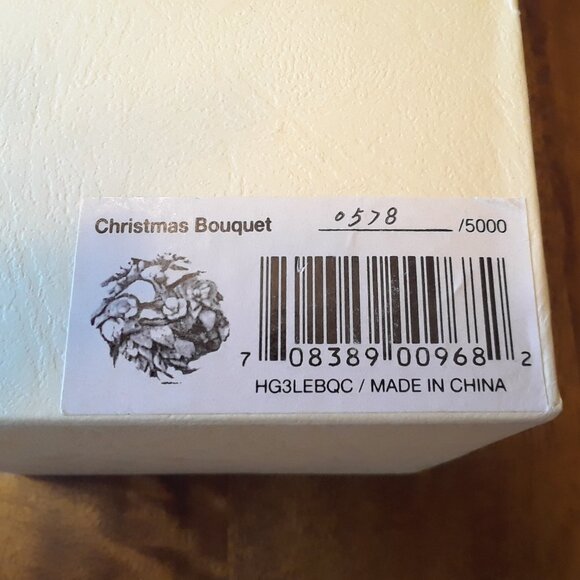 Christmas Bouquet 0578 /5000
7 08389 00968 2
HG3LEBQC / MADE IN CHINA